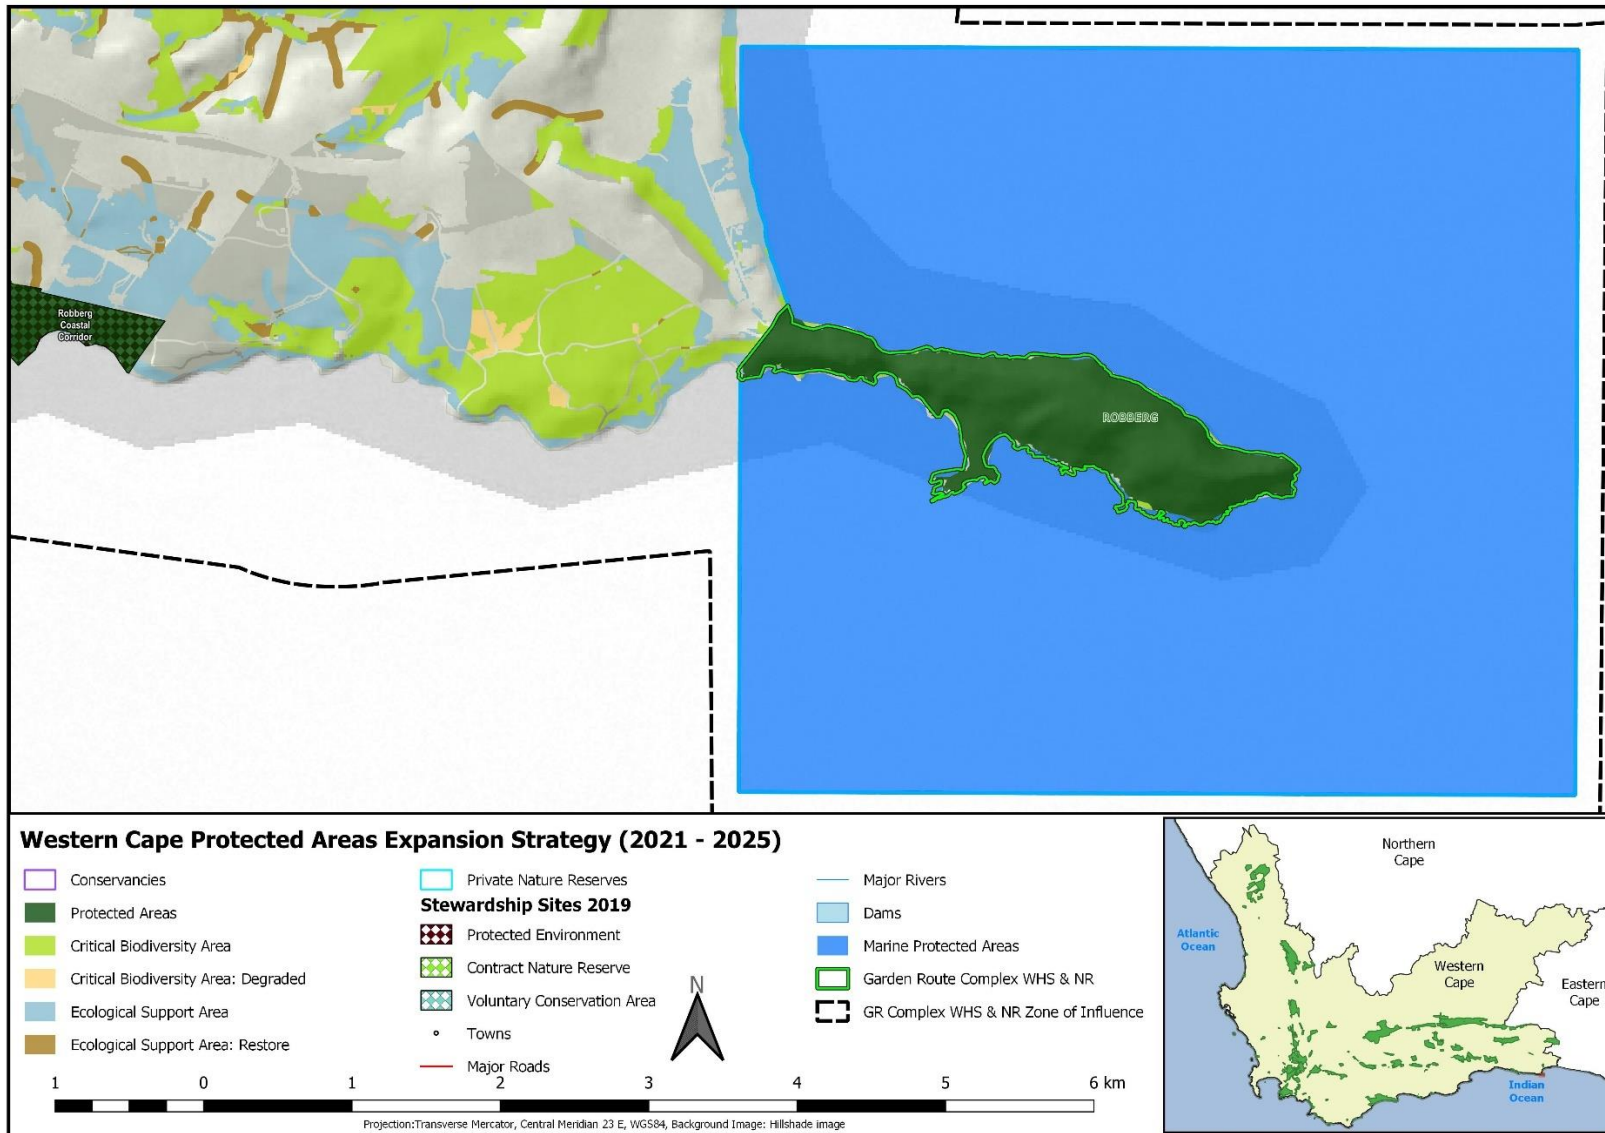 Robberg
Coastal
Corridor
ROBBERG
Western Cape Protected Areas Expansion Strategy (2021 - 2025)
Conservancies
Protected Areas
Critical Biodiversity Area
Critical Biodiversity Area: Degraded
Ecological Support Area
Ecological Support Area: Restore
Private Nature Reserves
Stewardship Sites 2019
Protected Environment
Contract Nature Reserve
Voluntary Conservation Area
Towns
Major Roads
N
Major Rivers
Dams
Marine Protected Areas
Garden Route Complex WHS & NR
GR Complex WHS & NR Zone of Influence
1 0 1 2 3 4 5 6 km
Projection:Transverse Mercator, Central Meridian 23 E, WGS84, Background Image: Hillshade image
Northern
Cape
Atlantic
Ocean
Western
Cape
Eastern
Cape
Indian
Ocean